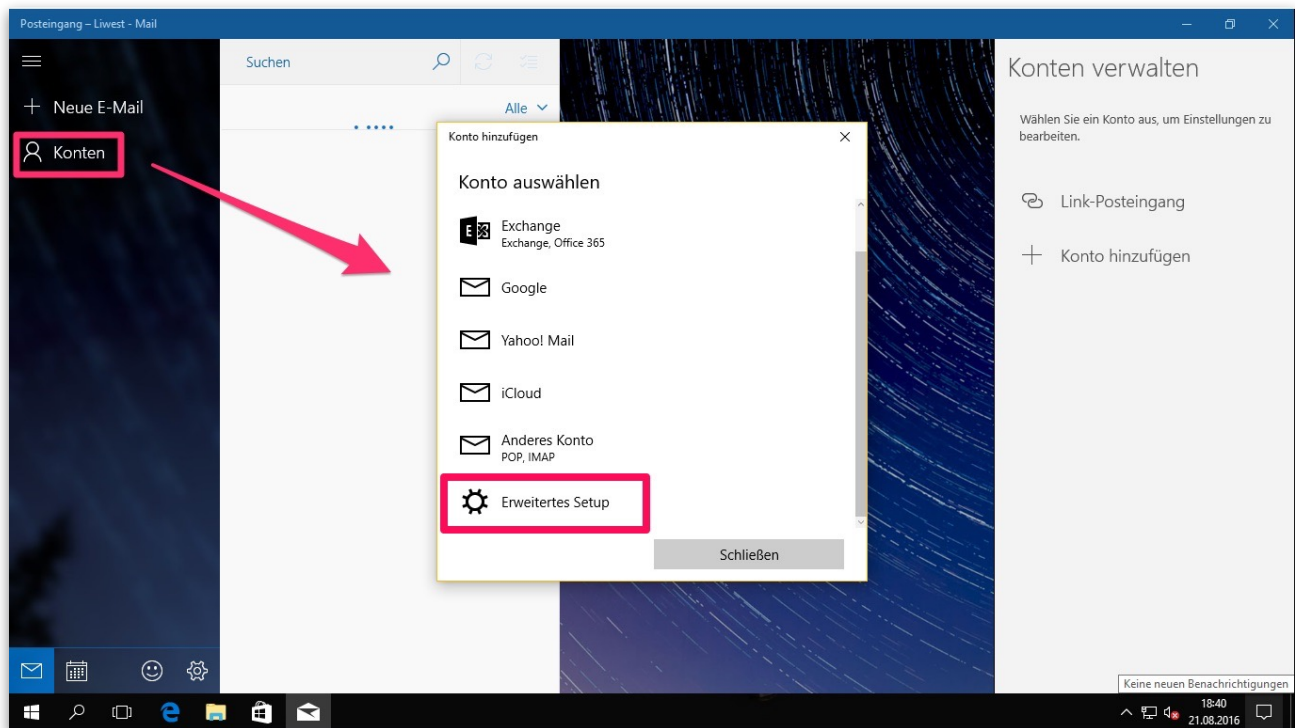 Posteingang – Liwest - Mail
Suchen
Neue E-Mail
Alle
Konten
Konto hinzufügen
Konto auswählen
Exchange
Exchange, Office 365
Google
Yahoo! Mail
iCloud
Anderes Konto
POP, IMAP
Erweitertes Setup
Schließen
Konten verwalten
Wählen Sie ein Konto aus, um Einstellungen zu
bearbeiten.
Link-Posteingang
Konto hinzufügen
Keine neuen Benachrichtigungen
18:40
21.08.2016